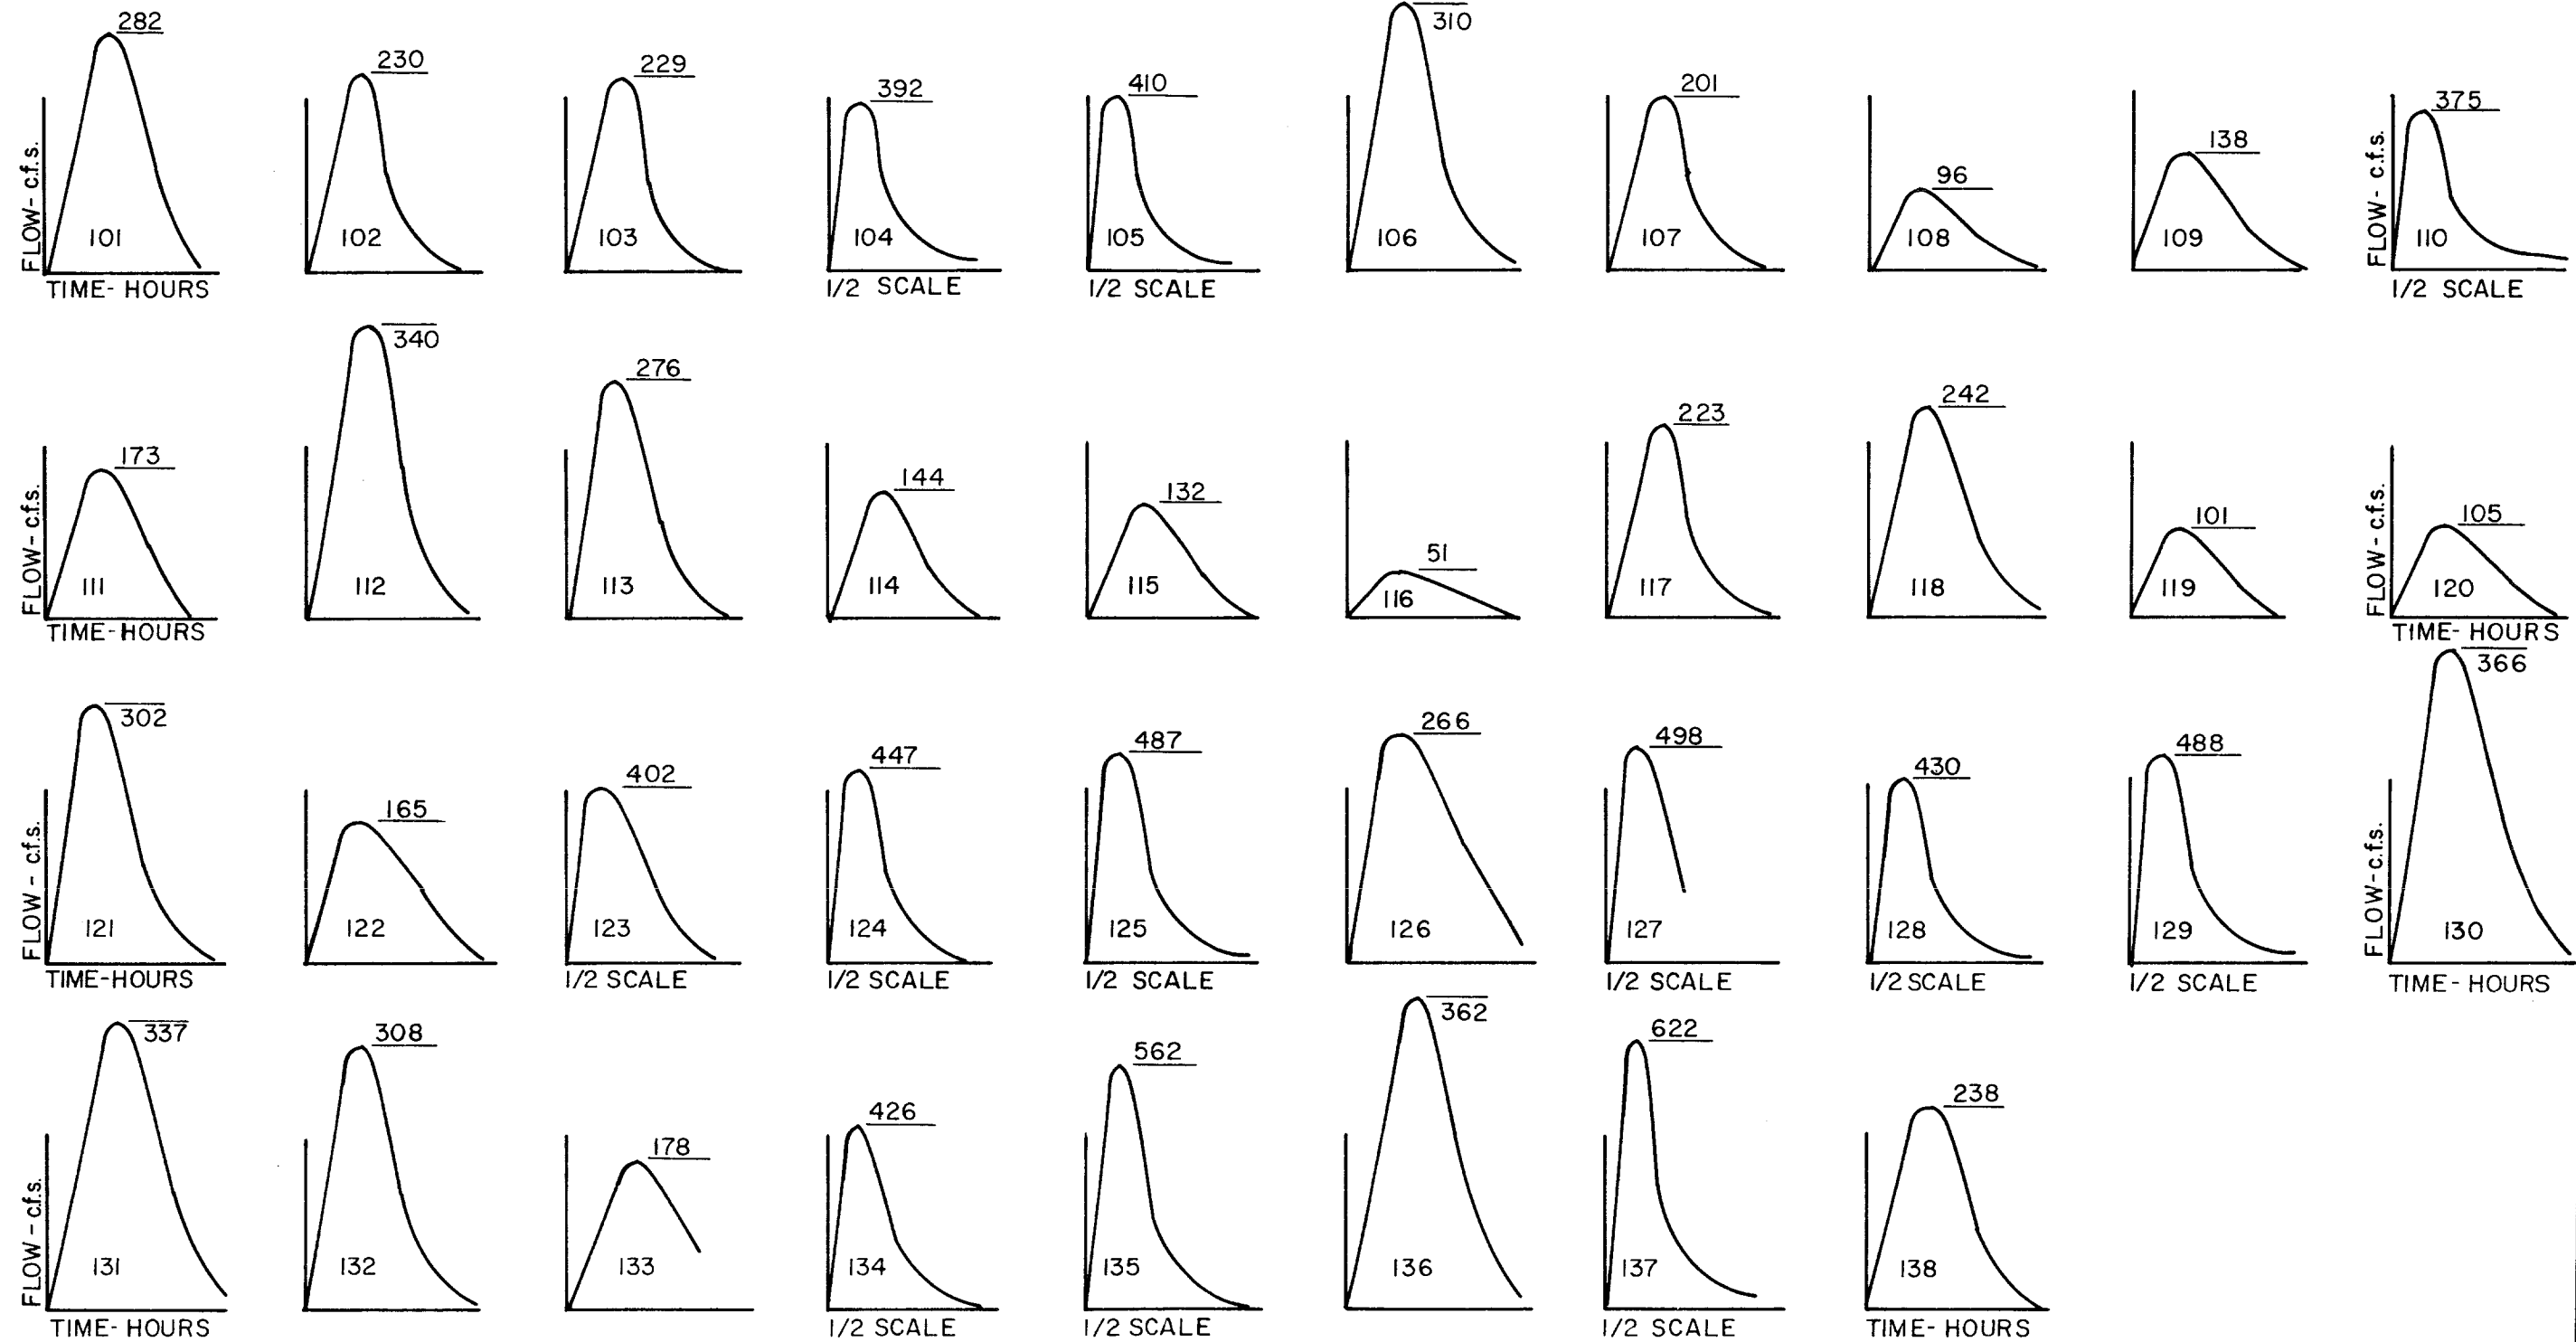 282
230
229
392
410
310
201
96
138
375
FLOW- c.f.s.
101
102
103
104
105
106
107
108
109
FLOW- c.f.s.
110
TIME- HOURS
1/2 SCALE
1/2 SCALE
1/2 SCALE
173
340
276
144
132
51
223
242
101
105
FLOW- c.f.s.
111
112
113
114
115
116
117
118
119
FLOW- c.f.s.
120
TIME-HOURS
TIME- HOURS
302
165
402
447
487
266
498
430
488
366
FLOW- c.f.s.
121
122
123
124
125
126
127
128
129
FLOW-c.f.s.
130
TIME-HOURS
1/2 SCALE
1/2 SCALE
1/2 SCALE
1/2 SCALE
1/2 SCALE
1/2 SCALE
TIME- HOURS
337
308
178
426
562
362
622
238
FLOW-c.f.s.
131
132
133
134
135
136
137
138
TIME- HOURS
1/2 SCALE
1/2 SCALE
1/2 SCALE
TIME- HOURS